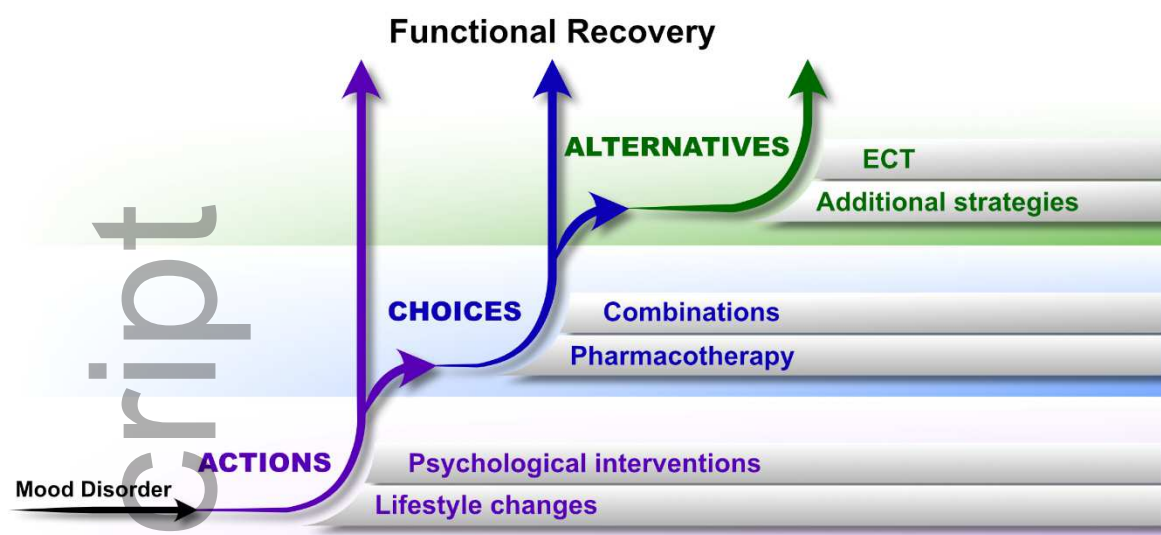 Functional Recovery
ALTERNATIVES
ECT
Additional strategies
CHOICES
Combinations
Pharmacotherapy
ACTIONS
Psychological interventions
Lifestyle changes
Mood Disorder
cript